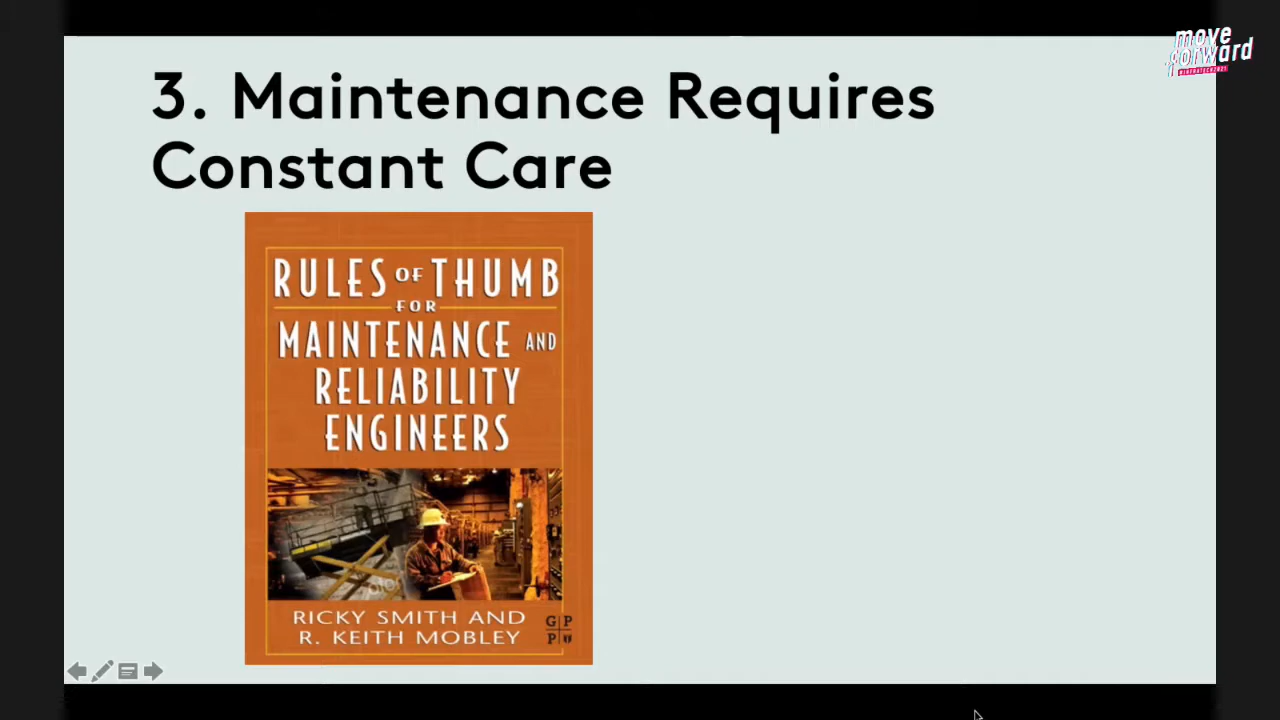 move
forward
3. Maintenance Requires
Constant Care
RULES OF THUMB
FOR
MAINTENANCE AND
RELIABILITY
ENGINEERS
RICKY SMITH AND
R. KEITH MOBLEY
G P
P